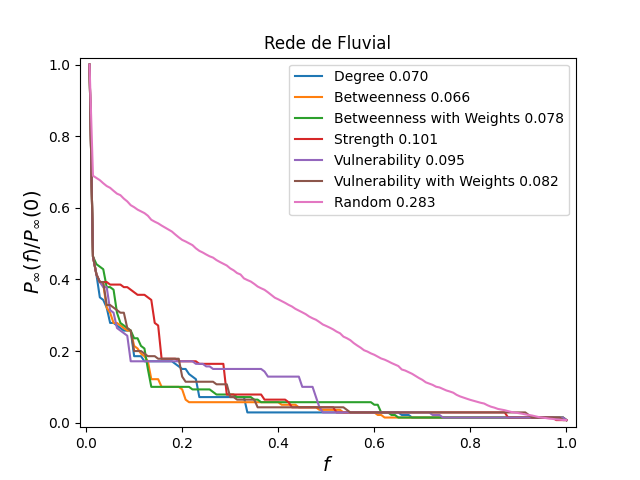 Rede de Fluvial
Degree 0.070
Betweenness 0.066
Betweenness with Weights 0.078
Strength 0.101
Vulnerability 0.095
Vulnerability with Weights 0.082
Random 0.283
P∞(f)/P∞(0)
1.0
0.8
0.6
0.4
0.2
0.0
0.0 0.2 0.4 0.6 0.8 1.0
f